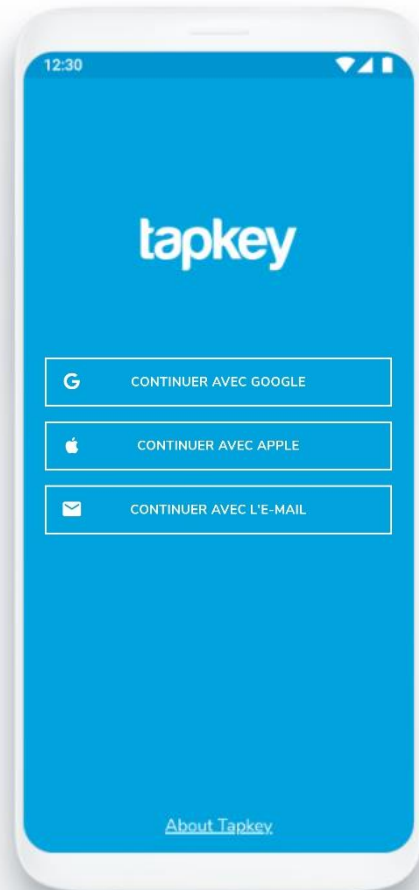 12:30
tapkey
CONTINUER AVEC GOOGLE
CONTINUER AVEC APPLE
CONTINUER AVEC L'E-MAIL
About Tapkey